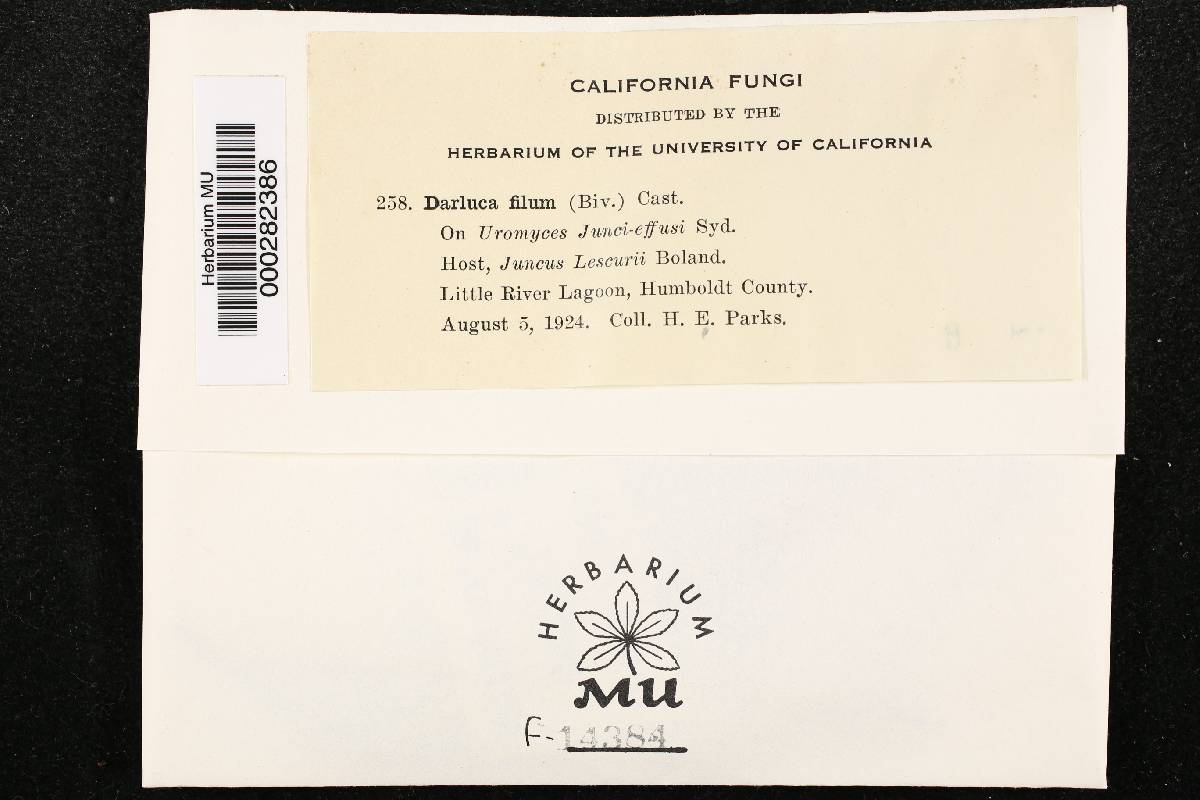 CALIFORNIA FUNGI
DISTRIBUTED BY THE
HERBARIUM OF THE UNIVERSITY OF CALIFORNIA
258. Darluca filum (Biv.) Cast.
On Uromyces Junci-effusi Syd.
Host, Juncus Lescurii Boland.
Little River Lagoon, Humboldt County.
August 5, 1924. Coll. H. E. Parks.
Herbarium MU
000282386
HERBARIUM
MU
F-14384